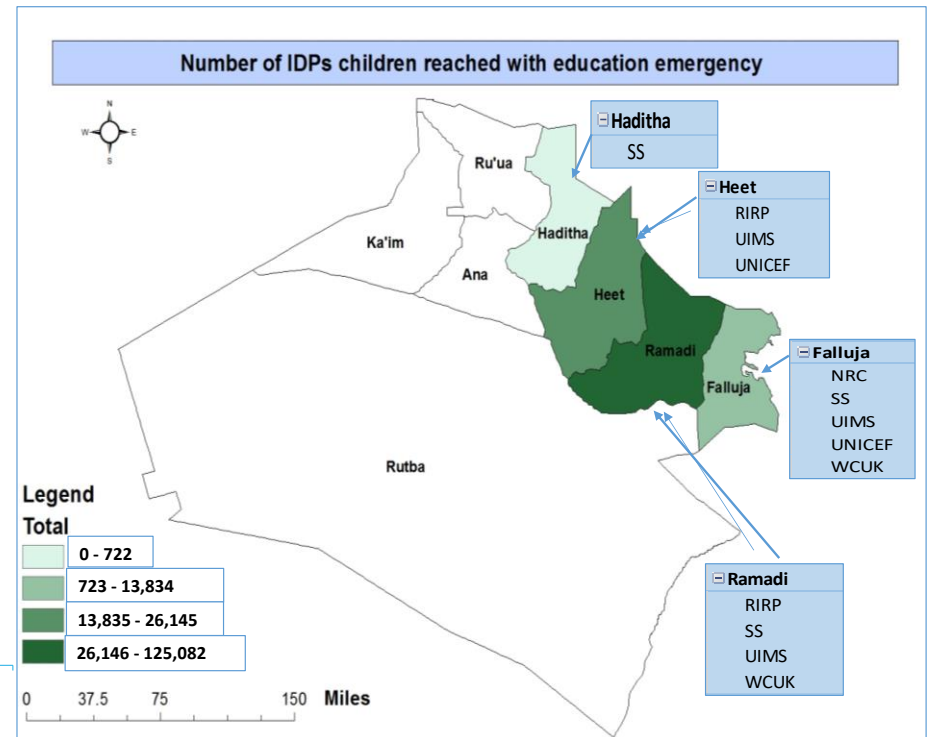 Number of IDPs children reached with education emergency
N
W E
S
Haditha
SS
Heet
RIRP
UIMS
UNICEF
Ru'ua
Haditha
Ka'im
Ana
Heet
Ramadi
Falluja
Falluja
NRC
SS
UIMS
UNICEF
WCUK
Rutba
Ramadi
RIRP
SS
UIMS
WCUK
Legend
Total
0 - 722
723 - 13,834
13,835 - 26,145
26,146 - 125,082
0 37.5 75 150 Miles